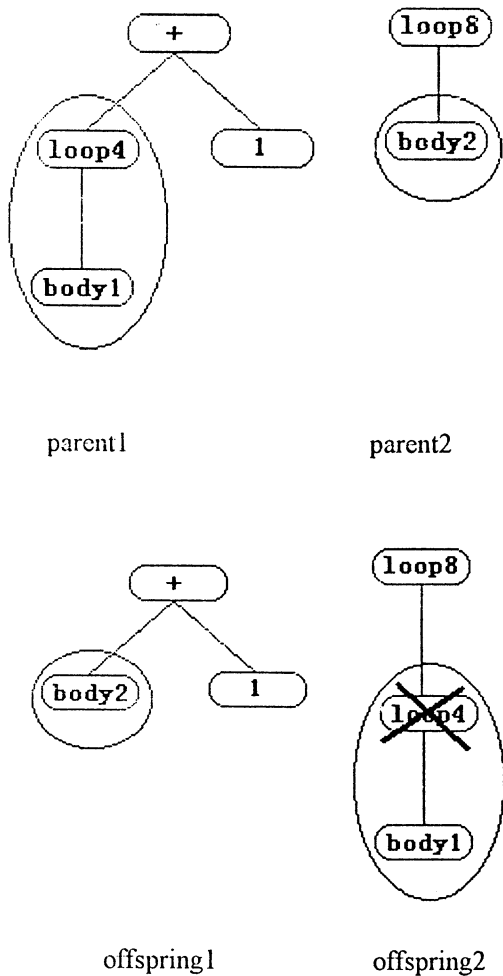 +
loop8
loop4
1
body2
body1
parent1
parent2
+
loop8
body2
1
loop4
body1
offspring1
offspring2